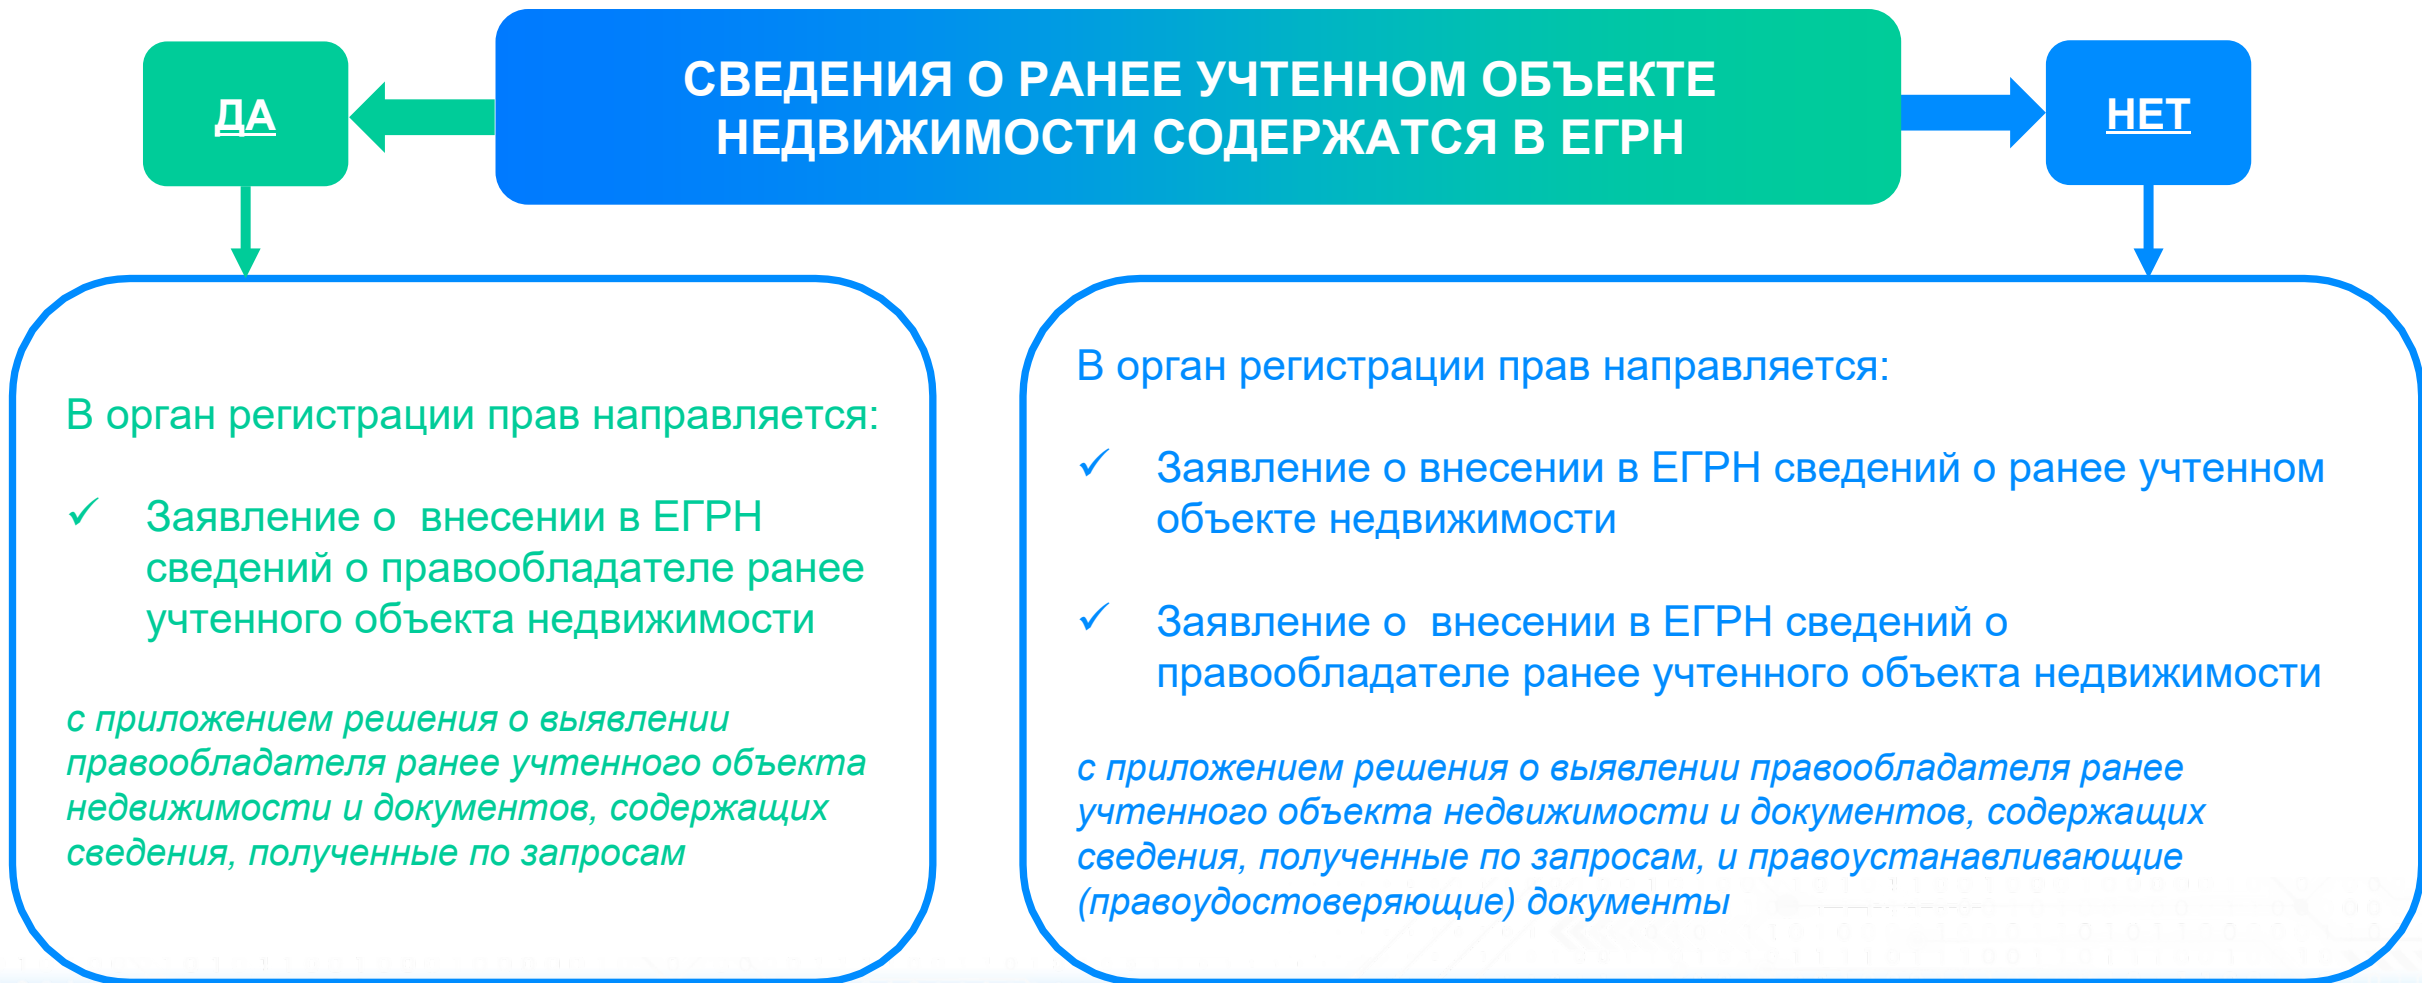 СВЕДЕНИЯ О РАНЕЕ УЧТЕННОМ ОБЪЕКТЕ
НЕДВИЖИМОСТИ СОДЕРЖАТСЯ В ЕГРН
ДА
НЕТ
В орган регистрации прав направляется:
✓ Заявление о внесении в ЕГРН
сведений о правообладателе ранее
учтенного объекта недвижимости
с приложением решения о выявлении
правообладателя ранее учтенного объекта
недвижимости и документов, содержащих
сведения, полученные по запросам
В орган регистрации прав направляется:
✓ Заявление о внесении в ЕГРН сведений о ранее учтенном
объекте недвижимости
✓ Заявление о внесении в ЕГРН сведений о
правообладателе ранее учтенного объекта недвижимости
с приложением решения о выявлении правообладателя ранее
учтенного объекта недвижимости и документов, содержащих
сведения, полученные по запросам, и правоустанавливающие
(правоудостоверяющие) документы